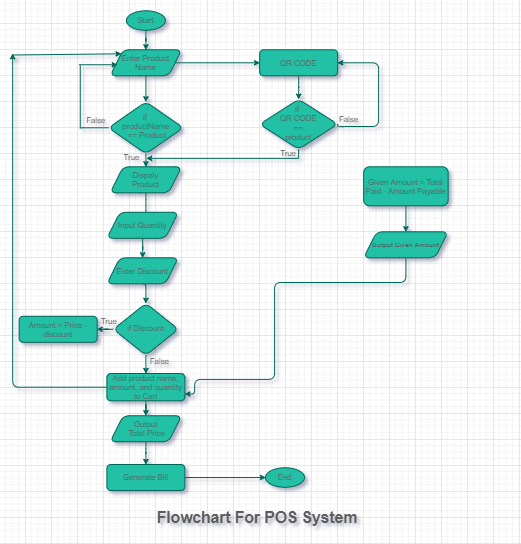 Start
Enter Product
Name
QR CODE
False
if
productName
== Product
if
QR CODE
==
product
False
True
True
Dispaly
Product
Given Amount = Total
Paid - Amount Payable
Input Quantity
Output Given Amount
Enter Discount
Amount = Price -
discount
True
if Discount
False
Add product name,
amount, and quantity
to Cart
Output
Total Price
Generate Bill
End
Flowchart For POS System